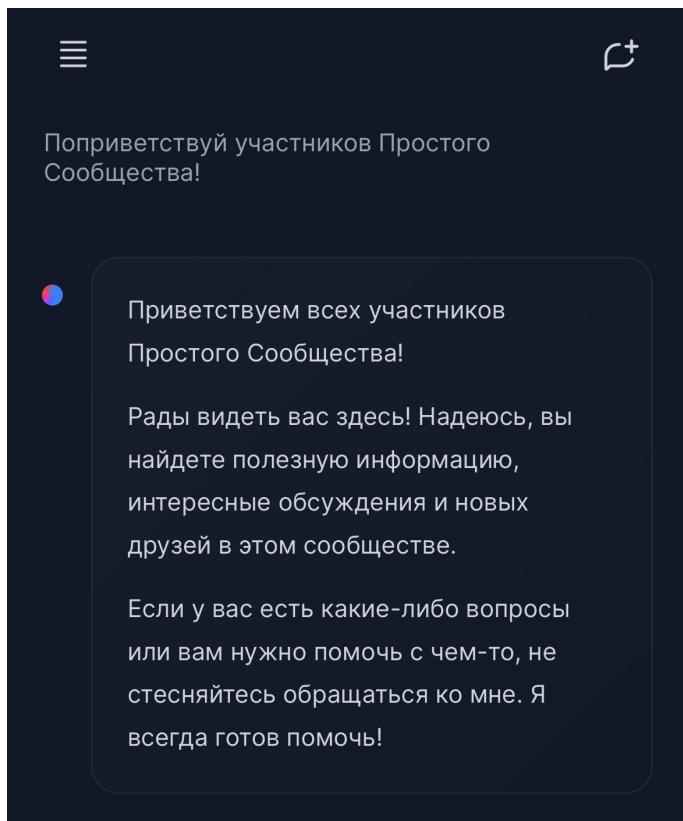 Поприветствуй участников Простого
Сообщества!
Приветствуем всех участников
Простого Сообщества!
Рады видеть вас здесь! Надеюсь, вы
найдете полезную информацию,
интересные обсуждения и новых
друзей в этом сообществе.
Если у вас есть какие-либо вопросы
или вам нужно помочь с чем-то, не
стесняйтесь обращаться ко мне. Я
всегда готов помочь!